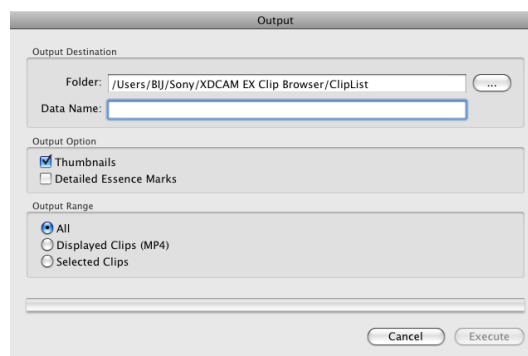 Output
Output Destination
Folder: /Users/BIJ/Sony/XDCAM EX Clip Browser/ClipList ...
Data Name:
Output Option
Thumbnails
Detailed Essence Marks
Output Range
All
Displayed Clips (MP4)
Selected Clips
Cancel Execute